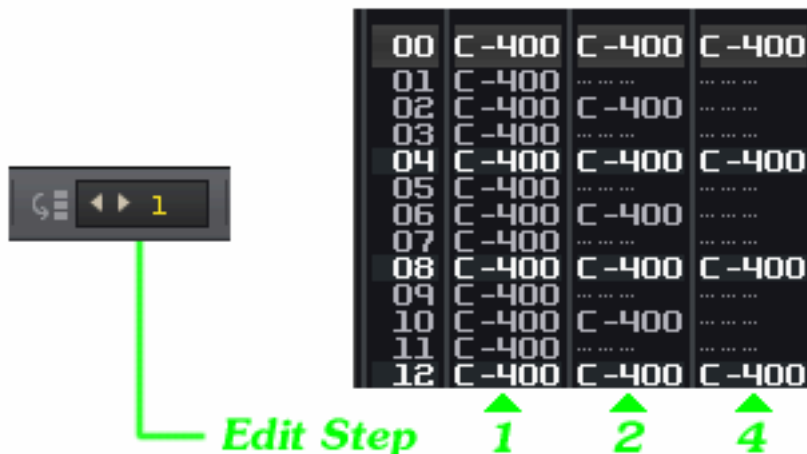 00 C-400 C-400 C-400
01 C-400 --- -- --
02 C-400 C-400
03 C-400
04 C-400 C-400 C-400
05 C-400
06 C-400 C-400
07 C-400
08 C-400 C-400 C-400
09 C-400
10 C-400 C-400
11 C-400
12 C-400 C-400 C-400
1
Edit Step 1 2 4